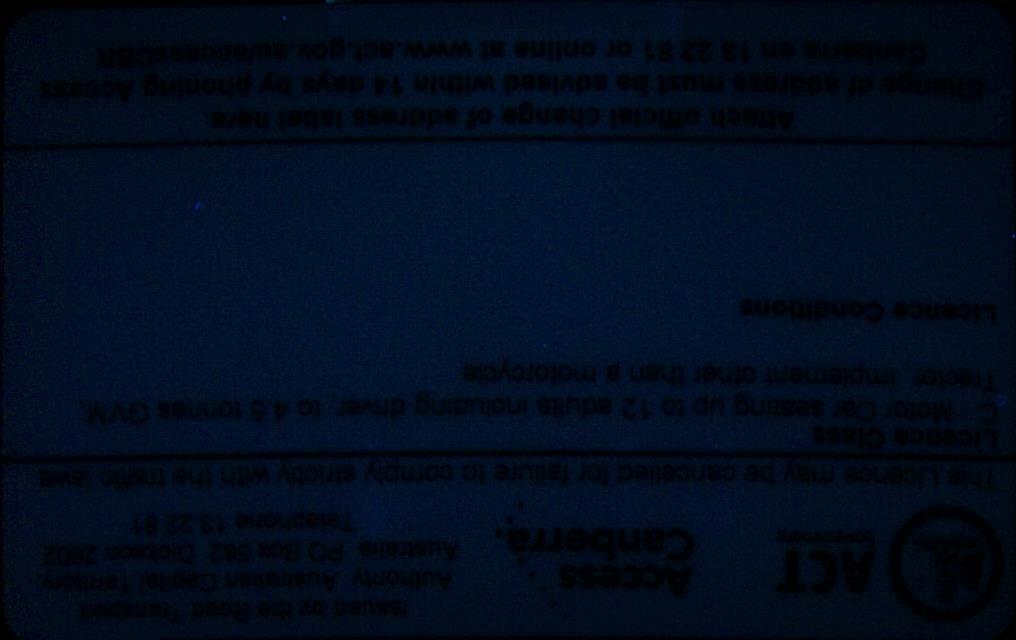 Issued by the Road Transport
Authority Australian Capital Territory,
Australia PO Box 582 Dickson 2602
Telephone 13 22 81
ACT
Government
Access
Canberra
This Licence may be cancelled for failure to comply strictly with the traffic laws
Licence Class
C - Motor Car seating up to 12 adults including driver, to 4.5 tonnes GVM,
Tractor, Implement other than a motorcycle
Licence Conditions
Attach official change of address label here.
Change of address must be advised within 14 days by phoning Access
Canberra on 13 22 81 or online at www.act.gov.au/accessCBR